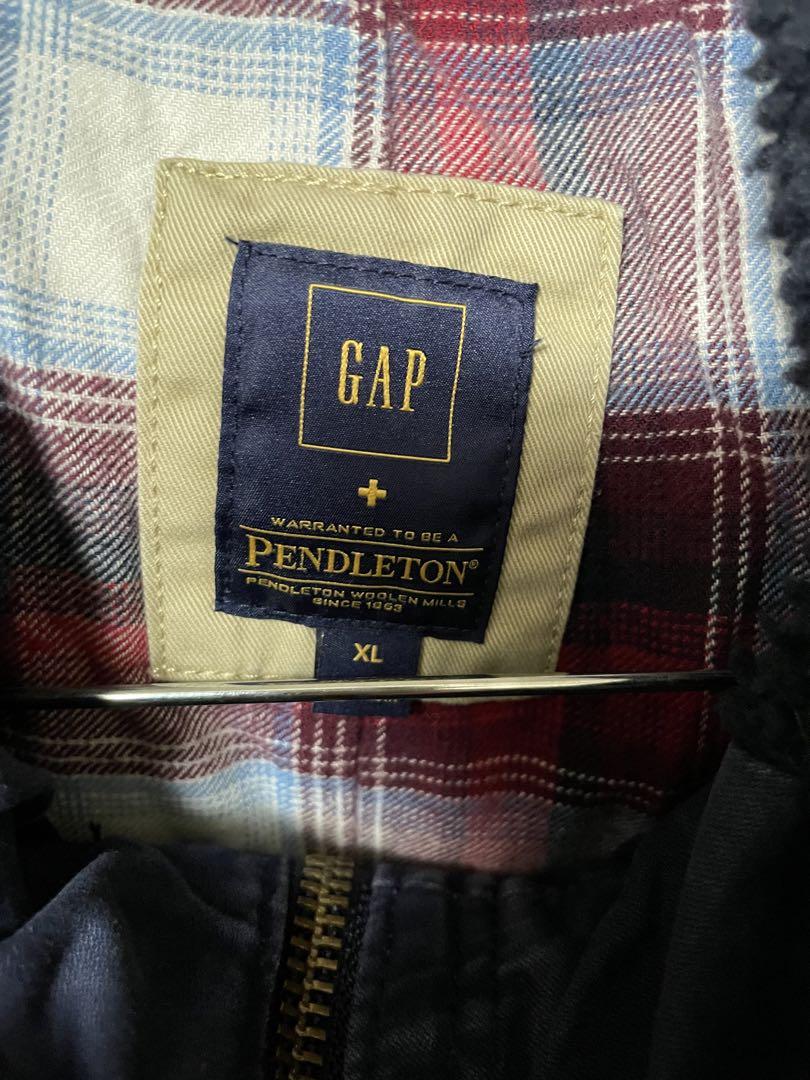 GAP
+
WARRANTED TO BE A
PENDLETON®
PENDLETON WOOLEN MILLS
SINCE 1863
XL